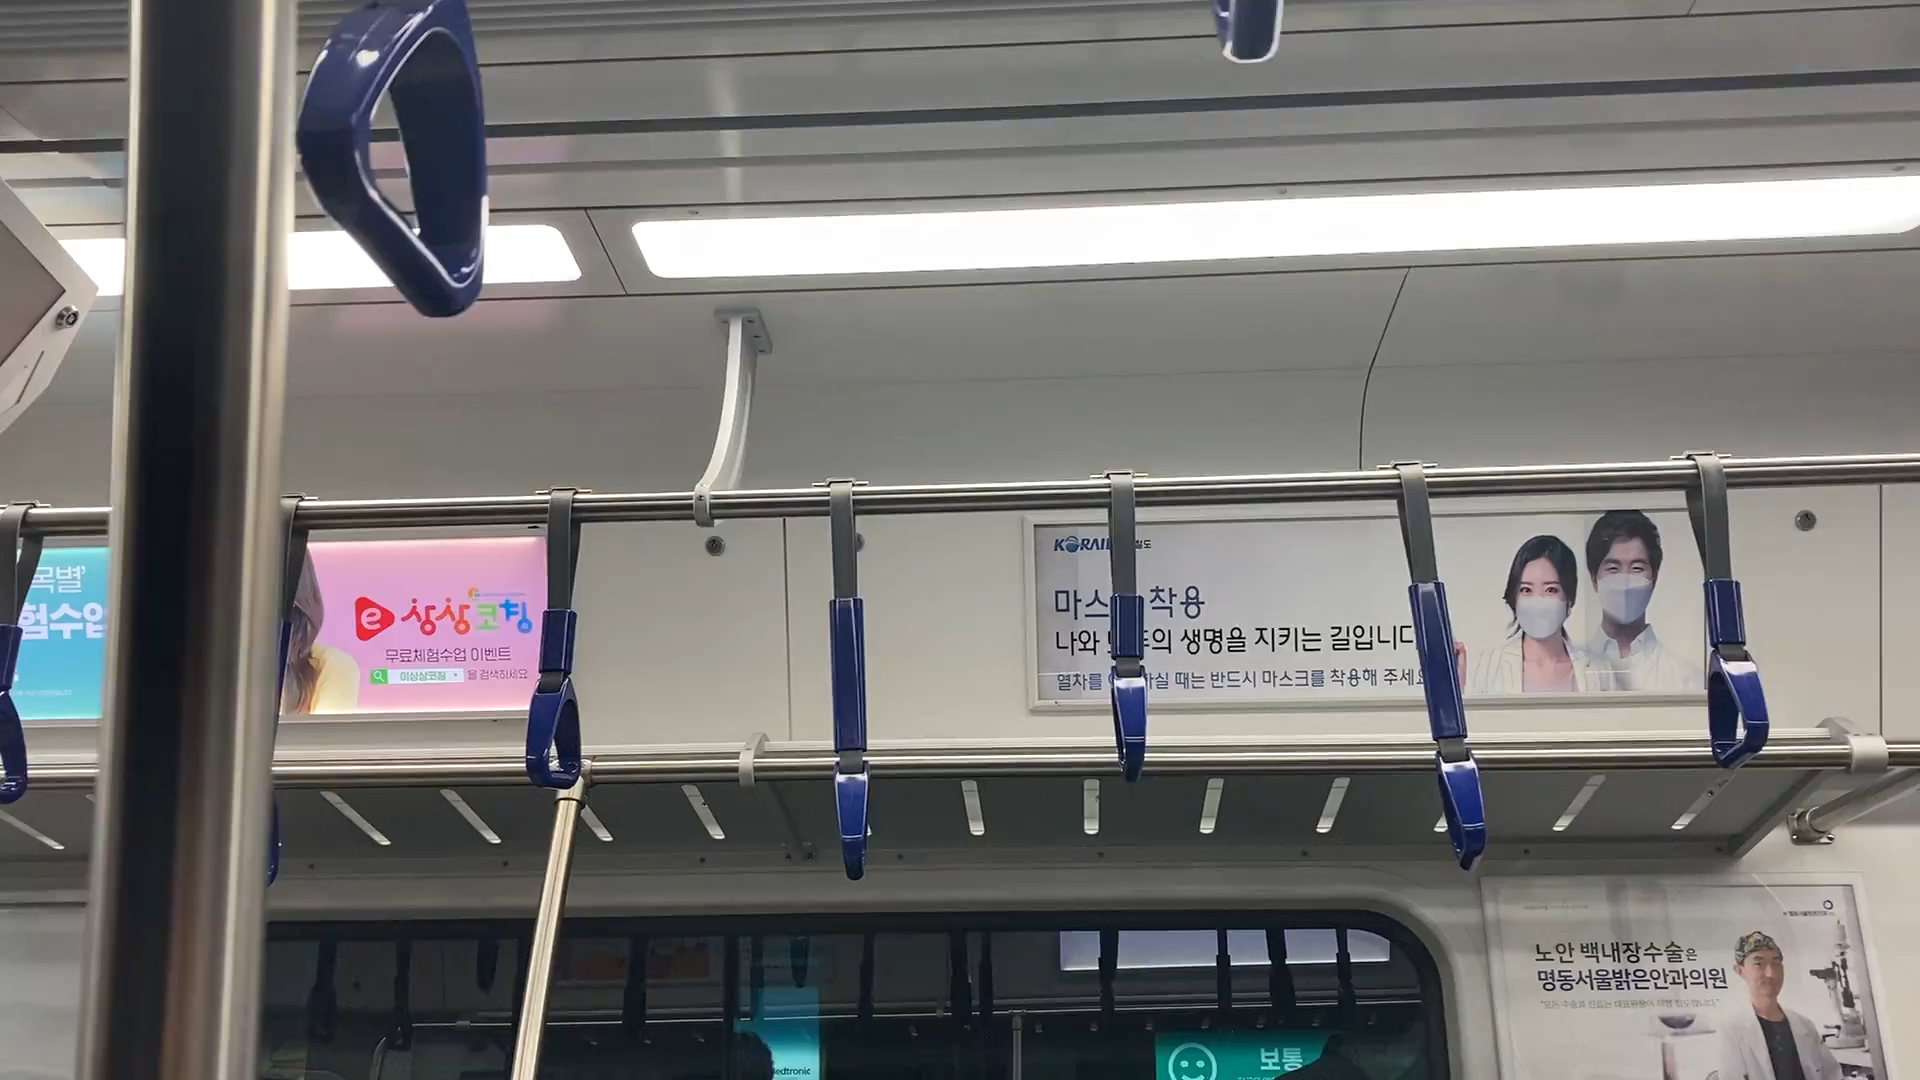 목별'
험수업
e 상상코칭
무료체험수업 이벤트
이상상코칭 을 검색하세요
KORAIL 철도
마스 착용
나와 의 생명을 지키는 길입니다
열차를 실 때는 반드시 마스크를 착용해 주세요
노안 백내장수술은
명동서울밝은안과의원
edtronic
보통